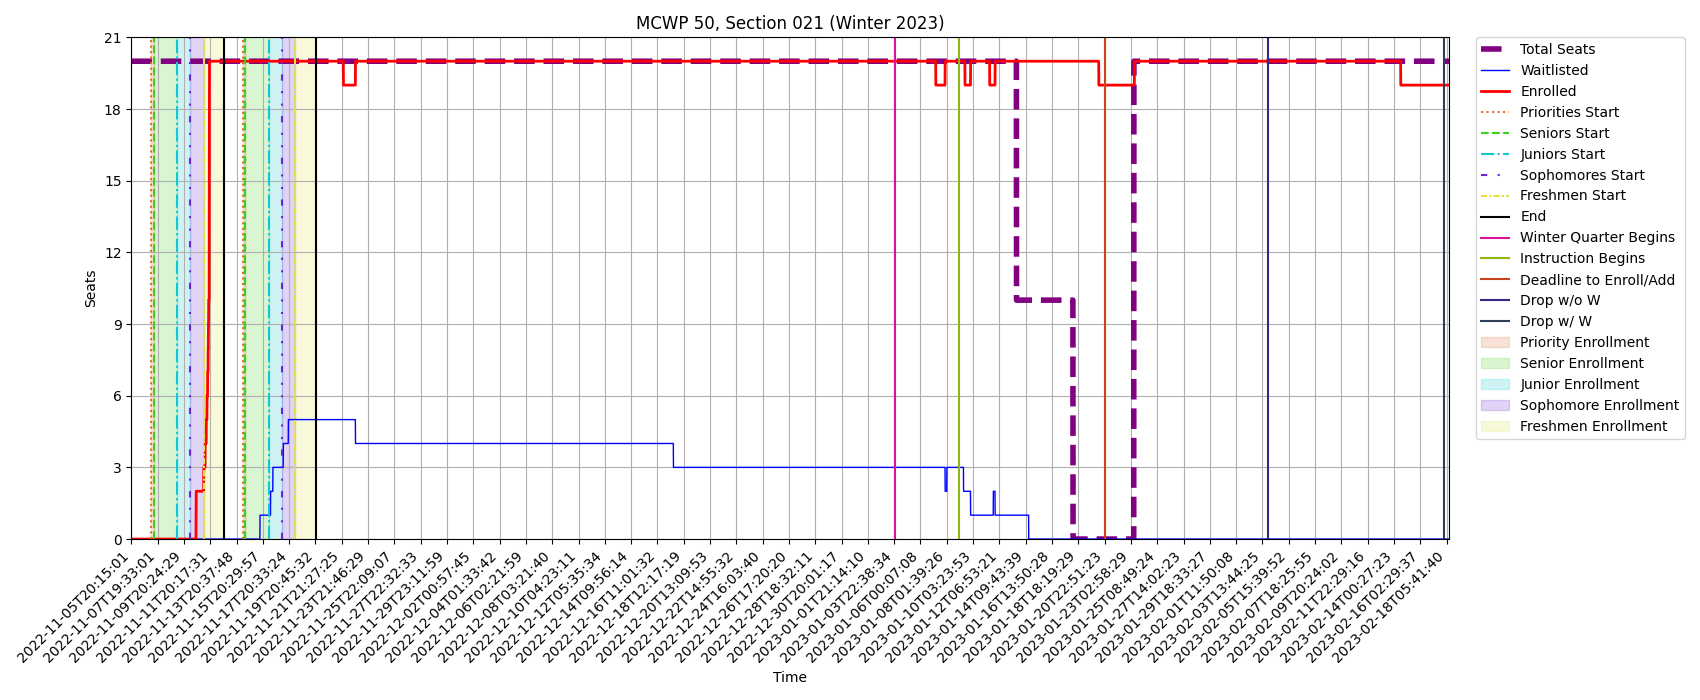 MCWP 50, Section 021 (Winter 2023)
Seats
21
18
15
12
9
6
3
0
2022-11-05T20:15:01
2022-11-07T19:33:01
2022-11-09T20:24:29
2022-11-11T20:17:31
2022-11-13T20:37:48
2022-11-15T20:29:57
2022-11-17T20:33:24
2022-11-19T20:45:32
2022-11-21T21:27:25
2022-11-23T21:46:29
2022-11-25T22:09:07
2022-11-27T22:32:33
2022-11-29T23:11:59
2022-12-02T00:57:45
2022-12-04T01:33:42
2022-12-06T02:21:59
2022-12-08T03:21:40
2022-12-10T04:23:11
2022-12-12T05:35:34
2022-12-14T09:56:14
2022-12-16T11:01:32
2022-12-18T12:17:19
2022-12-20T13:09:53
2022-12-22T14:55:32
2022-12-24T16:03:40
2022-12-26T17:20:20
2022-12-28T18:32:11
2022-12-30T20:01:17
2023-01-01T21:14:10
2023-01-03T22:38:34
2023-01-06T00:07:08
2023-01-08T01:39:26
2023-01-10T03:23:53
2023-01-12T06:53:21
2023-01-14T09:43:39
2023-01-16T13:50:28
2023-01-18T18:19:29
2023-01-20T22:51:23
2023-01-23T02:58:29
2023-01-25T08:49:24
2023-01-27T14:02:23
2023-01-29T18:33:27
2023-02-01T11:50:08
2023-02-03T13:44:25
2023-02-05T15:39:52
2023-02-07T18:25:55
2023-02-09T20:24:02
2023-02-11T22:29:16
2023-02-14T00:27:23
2023-02-16T02:29:37
2023-02-18T05:41:40
Time
Total Seats
Waitlisted
Enrolled
Priorities Start
Seniors Start
Juniors Start
Sophomores Start
Freshmen Start
End
Winter Quarter Begins
Instruction Begins
Deadline to Enroll/Add
Drop w/o W
Drop w/ W
Priority Enrollment
Senior Enrollment
Junior Enrollment
Sophomore Enrollment
Freshmen Enrollment